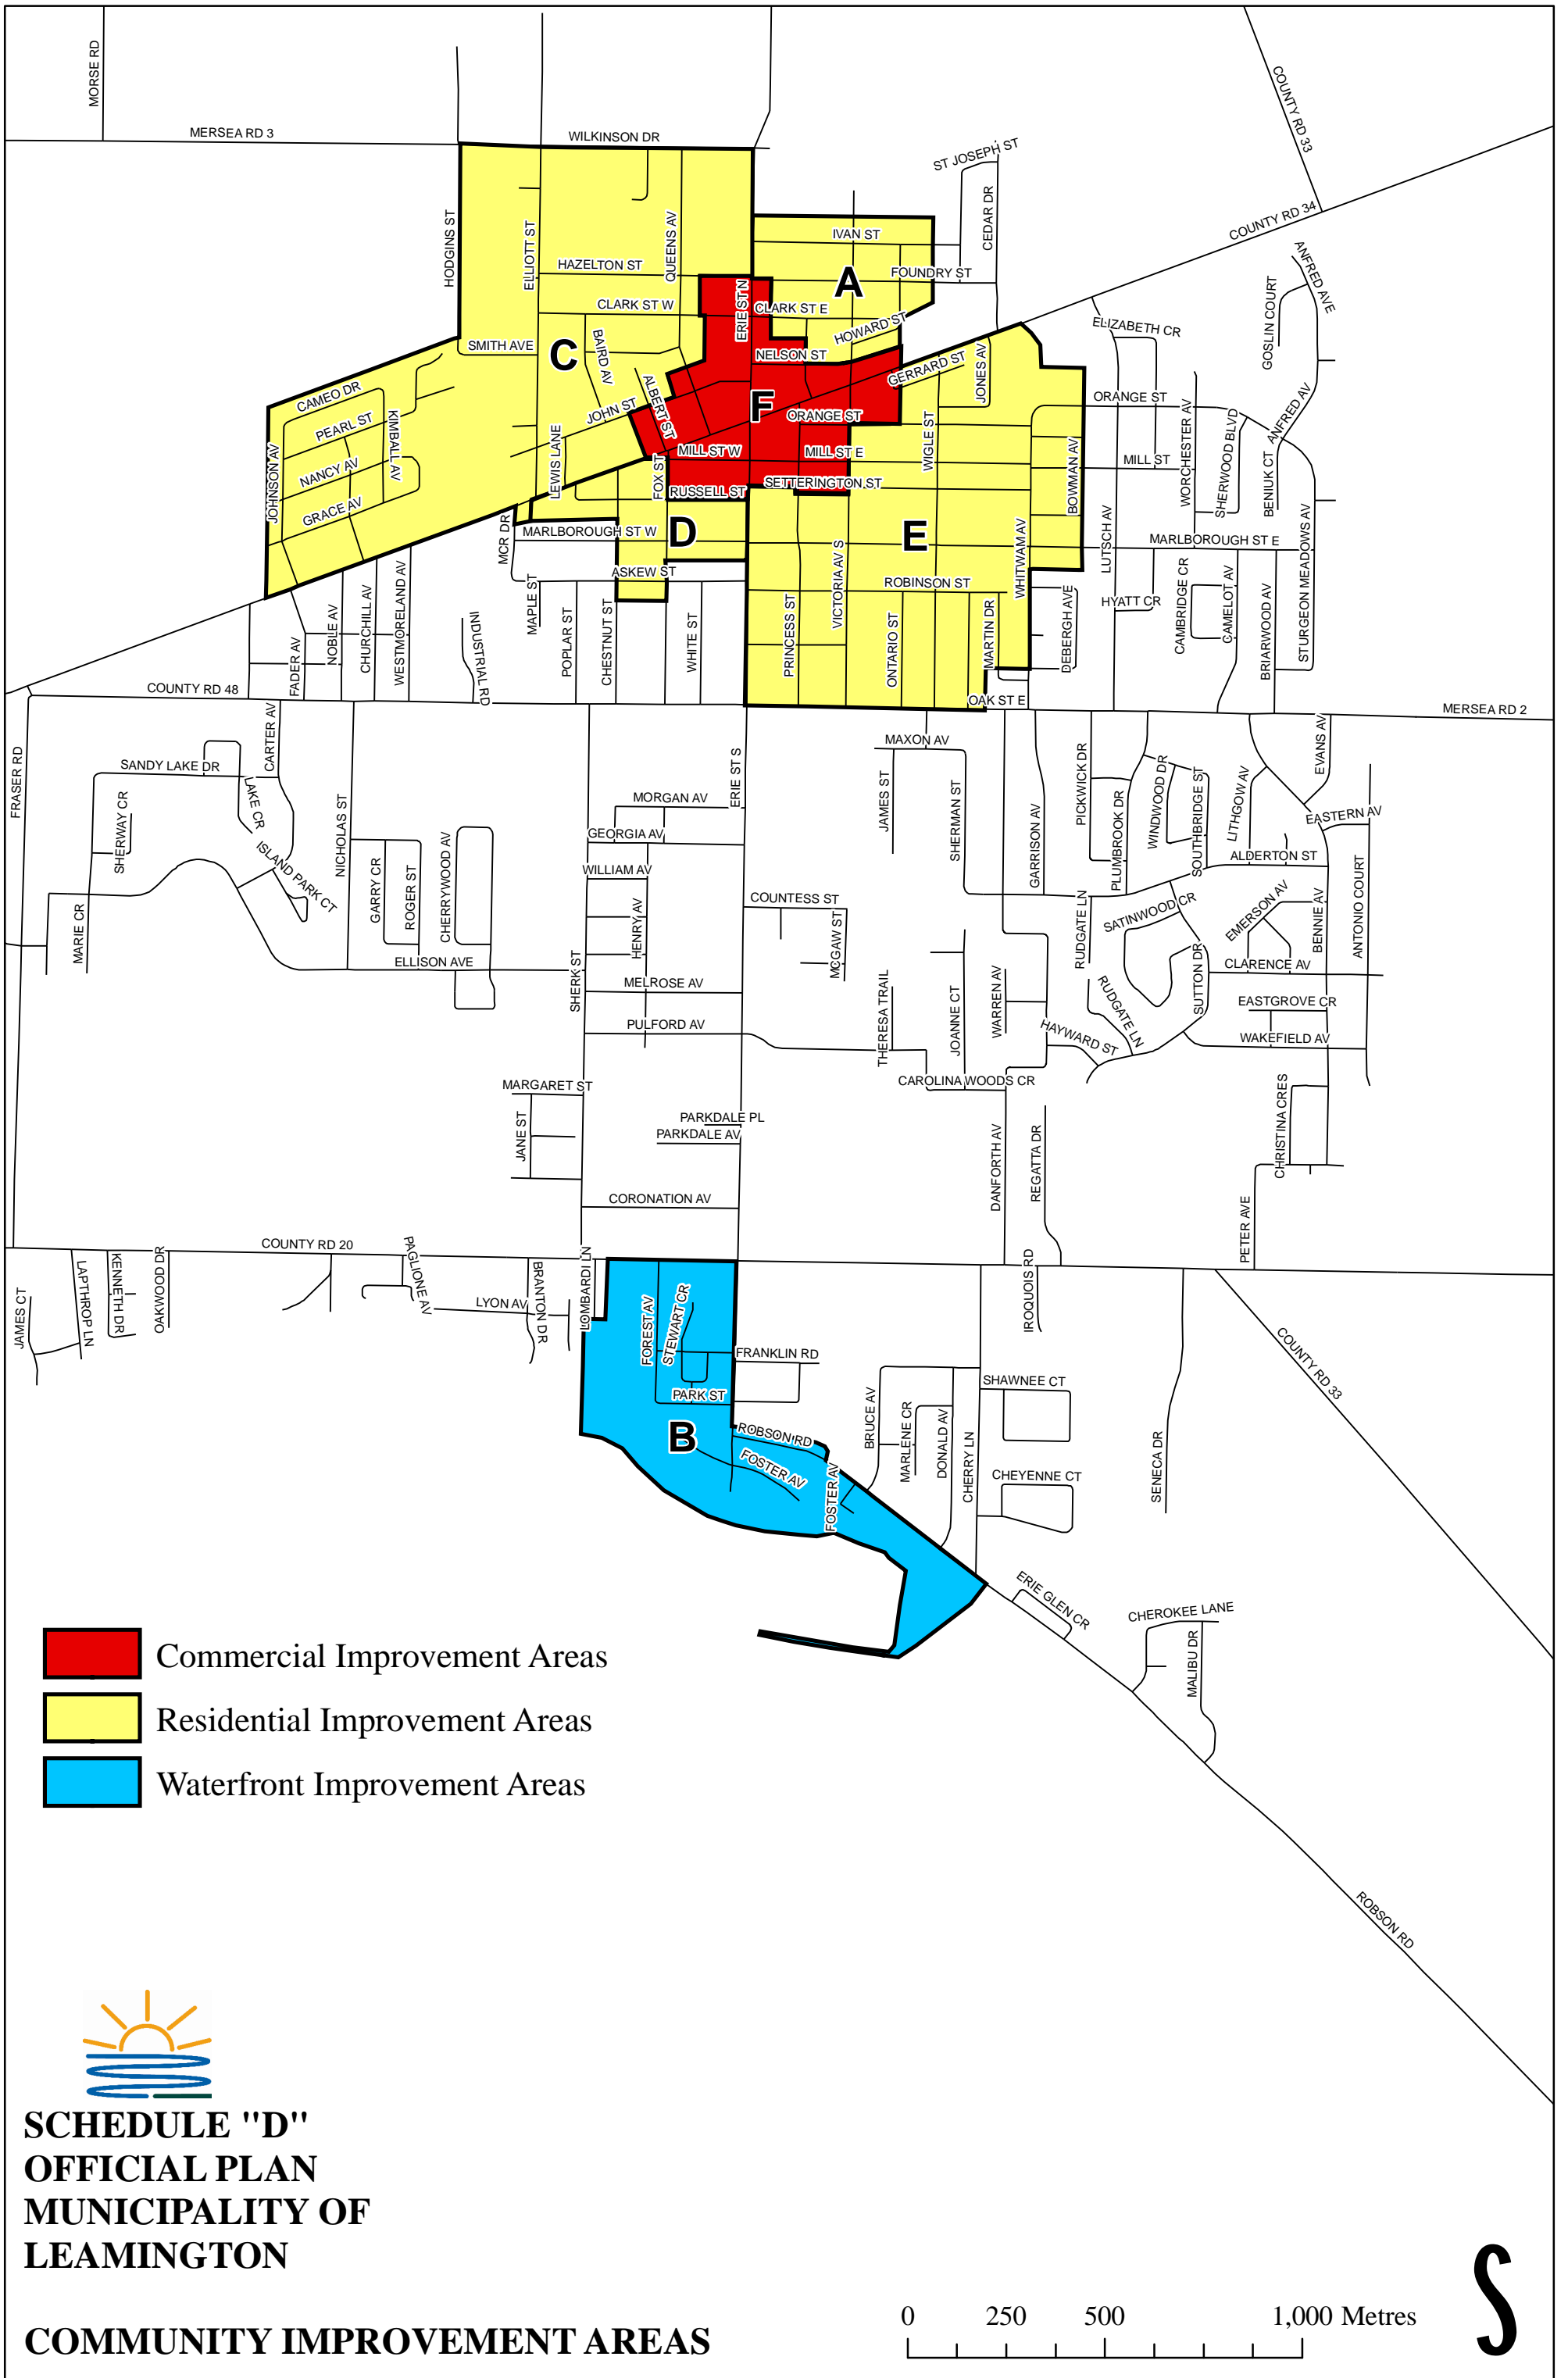 MORSE RD
MERSEA RD 3
WILKINSON DR
COUNTY RD 33
ST JOSEPH ST
CEDAR DR
COUNTY RD 34
HODGINS ST
ELLIOTT ST
QUEENS AV
IVAN ST
FOUNDRY ST
A
HAZELTON ST
ERIE ST N
CLARK ST W
CLARK ST E
HOWARD ST
ANFRED AVE
GOSLIN COURT
ELIZABETH CR
SMITH AVE
C
BAIRD AV
NELSON ST
GERRARD ST
JONES AV
CAMEO DR
PEARL ST
KIMBALL AV
NANCY AV
GRACE AV
JOHNSON AV
JOHN ST
ALBERT ST
F
ORANGE ST
ORANGE ST
WIGLE ST
LEWIS LANE
MILL ST W
MILL ST E
MILL ST
FOX ST
RUSSELL ST
SETTERINGTON ST
BOWMAN AV
WORCHESTER AV
SHERWOOD BLVD
ANFRED AV
BENIUK CT
MCR DR
MARLBOROUGH ST W
D
E
VICTORIA AV S
WHITWAM AV
LUTSCH AV
MARLBOROUGH ST E
STURGEON MEADOWS AV
ASKEW ST
ROBINSON ST
HYATT CR
CAMBRIDGE CR
CAMELOT AV
BRIARWOOD AV
FADER AV
NOBLE AV
CHURCHILL AV
WESTMORELAND AV
INDUSTRIAL RD
MAPLE ST
POPLAR ST
CHESTNUT ST
WHITE ST
PRINCESS ST
ONTARIO ST
MARTIN DR
DEBERGH AVE
COUNTY RD 48
OAK ST E
MERSEA RD 2
FRASER RD
CARTER AV
SANDY LAKE DR
LAKE CR
SHERWAY CR
ISLAND PARK CT
MARIE CR
NICHOLAS ST
GARRY CR
ROGER ST
CHERRYWOOD AV
ELLISON AVE
MORGAN AV
ERIE ST S
GEORGIA AV
WILLIAM AV
HENRY AV
SHERK ST
MELROSE AV
PULFORD AV
MAXON AV
JAMES ST
SHERMAN ST
COUNTESS ST
MCGAW ST
GARRISON AV
PICKWICK DR
PLUMBROOK DR
WINDWOOD DR
SOUTHBRIDGE ST
LITHGOW AV
EVANS AV
EASTERN AV
ALDERTON ST
RUDGATE LN
SATINWOOD CR
EMERSON AV
BENNIE AV
ANTONIO COURT
SUTTON DR
CLARENCE AV
EASTGROVE CR
WAKEFIELD AV
THERESA TRAIL
JOANNE CT
WARREN AV
RUDGATE LN
HAYWARD ST
CAROLINA WOODS CR
MARGARET ST
JANE ST
PARKDALE PL
PARKDALE AV
CORONATION AV
DANFORTH AV
REGATTA DR
CHRISTINA CRES
PETER AVE
COUNTY RD 20
JAMES CT
LAPTHROP LN
KENNETH DR
OAKWOOD DR
PAGLIONE AV
LYON AV
BRANTON DR
LOMBARDI LN
FOREST AV
STEWART CR
FRANKLIN RD
PARK ST
B
ROBSON RD
FOSTER AV
FOSTER AV
IROQUOIS RD
COUNTY RD 33
BRUCE AV
MARLENE CR
DONALD AV
CHERRY LN
SHAWNEE CT
CHEYENNE CT
SENECA DR
ERIE GLEN CR
CHEROKEE LANE
MALIBU DR
ROBSON RD
Commercial Improvement Areas
Residential Improvement Areas
Waterfront Improvement Areas
SCHEDULE "D"
OFFICIAL PLAN
MUNICIPALITY OF
LEAMINGTON
COMMUNITY IMPROVEMENT AREAS
0 250 500 1,000 Metres